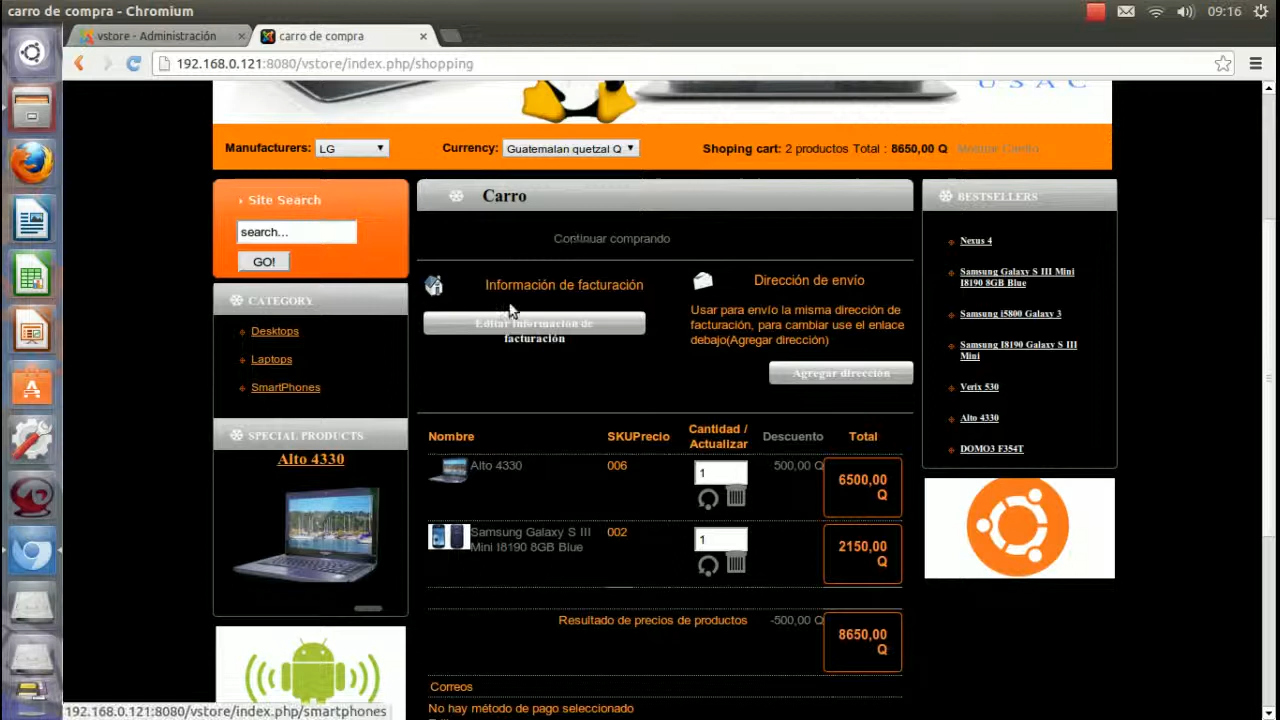 carro de compra - Chromium
09:16
vstore - Administración
carro de compra
192.168.0.121:8080/vstore/index.php/shopping
USAC
Manufacturers: LG
Currency: Guatemalan quetzal Q
Shoping cart: 2 productos Total : 8650,00 Q Mostrar Carrito
Site Search
search...
GO!
CATEGORY
Desktops
Laptops
SmartPhones
SPECIAL PRODUCTS
Alto 4330
Carro
Continuar comprando
Información de facturación
Editar información de
facturación
Dirección de envío
Usar para envío la misma dirección de
facturación, para cambiar use el enlace
debajo(Agregar dirección)
Agregar dirección
Nombre SKUPrecio Cantidad / Descuento Total
Actualizar
Alto 4330 006 1 500,00 Q 6500,00
Q
Samsung Galaxy S III 002 1 2150,00
Mini I8190 8GB Blue Q
Resultado de precios de productos -500,00 Q 8650,00
Q
Correos
No hay método de pago seleccionado
BESTSELLERS
Nexus 4
Samsung Galaxy S III Mini
I8190 8GB Blue
Samsung i5800 Galaxy 3
Samsung I8190 Galaxy S III
Mini
Verix 530
Alto 4330
DOMO3 F354T
192.168.0.121:8080/vstore/index.php/smartphones